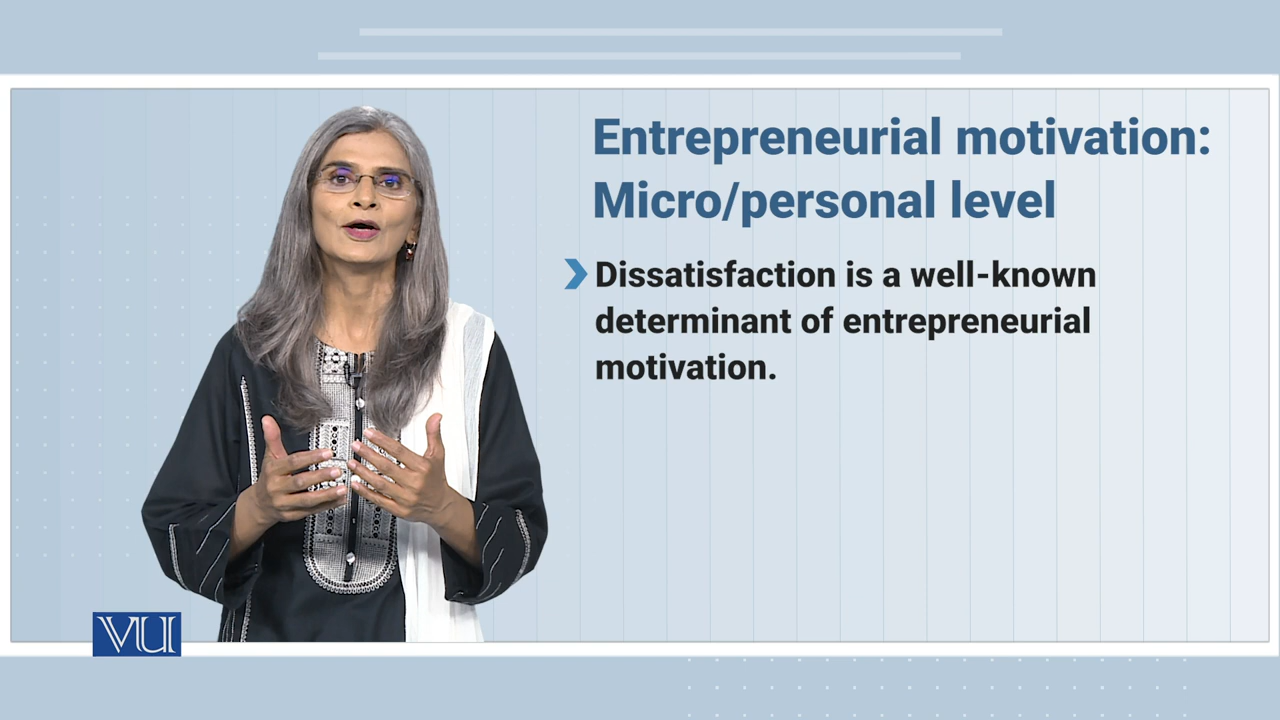 Entrepreneurial motivation:
Micro/personal level
Dissatisfaction is a well-known
determinant of entrepreneurial
motivation.
VU